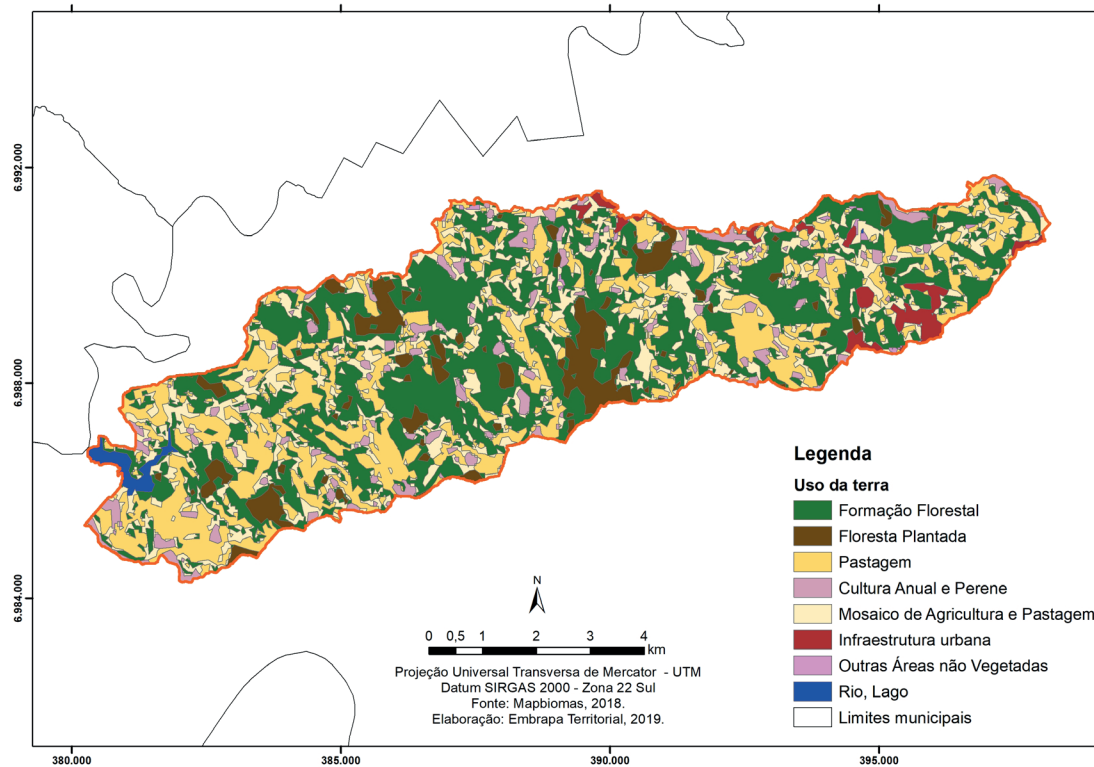 6.992.000
6.988.000
6.984.000
Legenda
Uso da terra
Formação Florestal
Floresta Plantada
Pastagem
Cultura Anual e Perene
Mosaico de Agricultura e Pastagem
Infraestrutura urbana
Outras Áreas não Vegetadas
Rio, Lago
Limites municipais
N
0 0,5 1 2 3 4
km
Projeção Universal Transversa de Mercator - UTM
Datum SIRGAS 2000 - Zona 22 Sul
Fonte: Mapbiomas, 2018.
Elaboração: Embrapa Territorial, 2019.
380.000 385.000 390.000 395.000